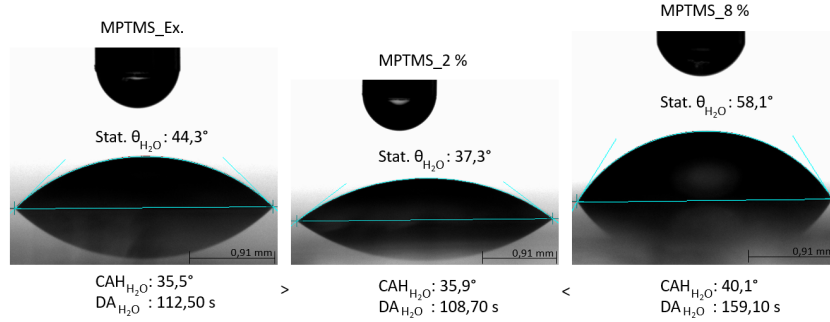 MPTMS_Ex.
Stat. θH₂O: 44,3°
0,91 mm
CAHH₂O: 35,5°
DAH₂O: 112,50 s
>
MPTMS_2 %
Stat. θH₂O: 37,3°
0,91 mm
CAHH₂O: 35,9°
DAH₂O: 108,70 s
<
MPTMS_8 %
Stat. θH₂O: 58,1°
0,91 mm
CAHH₂O: 40,1°
DAH₂O: 159,10 s